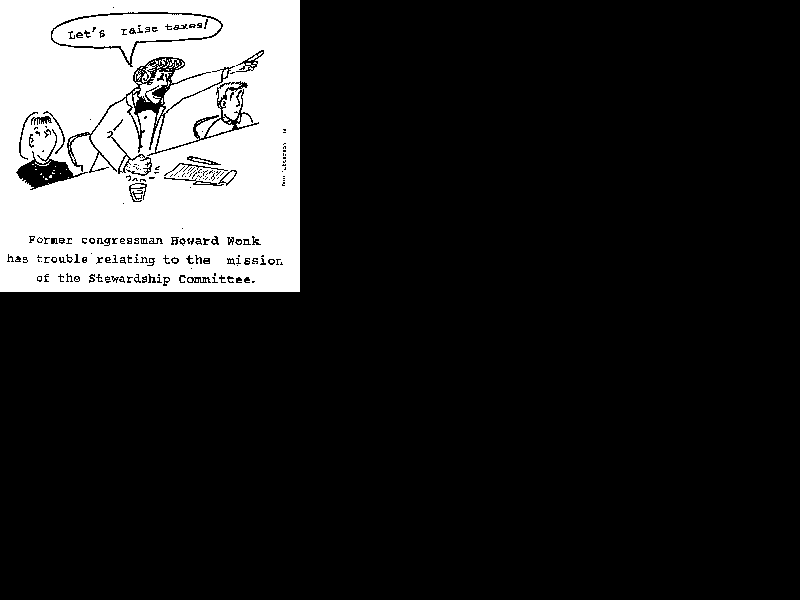 Let's raise taxes!
Former congressman Howard Wonk
has trouble relating to the mission
of the Stewardship Committee.